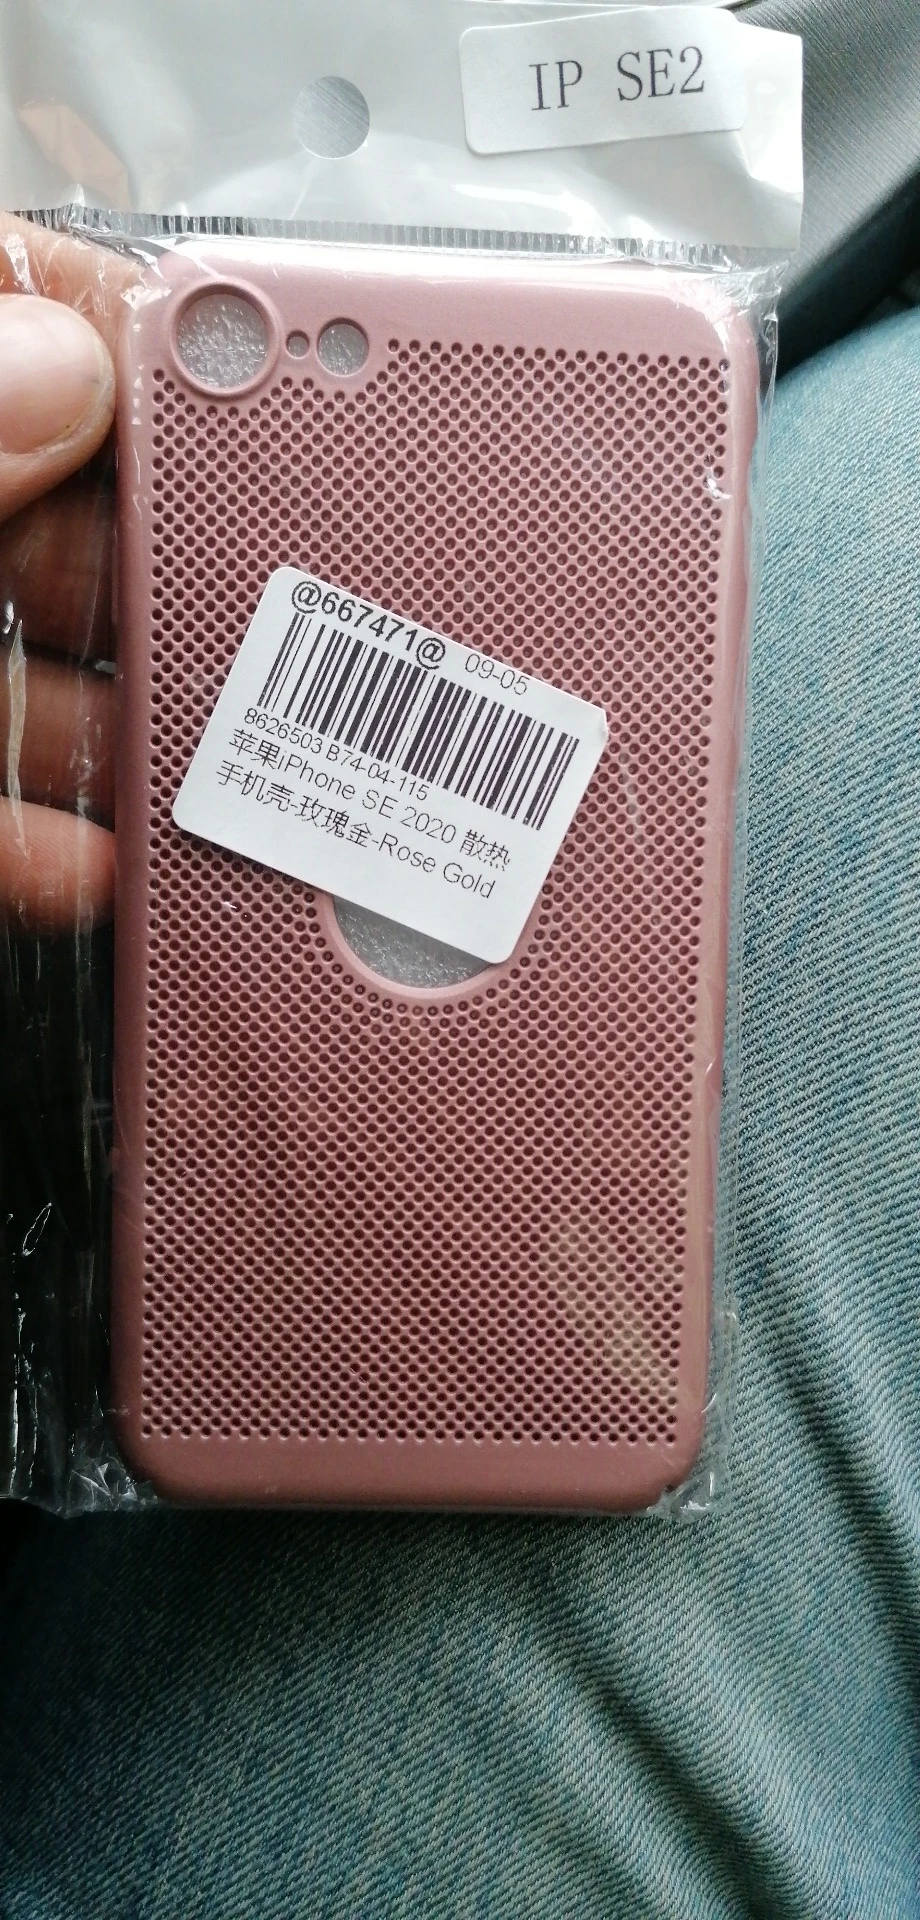 IP SE2
@667471@ 09-05
8626503 B74-04-115
苹果iPhone SE 2020 散热
手机壳-玫瑰金-Rose Gold